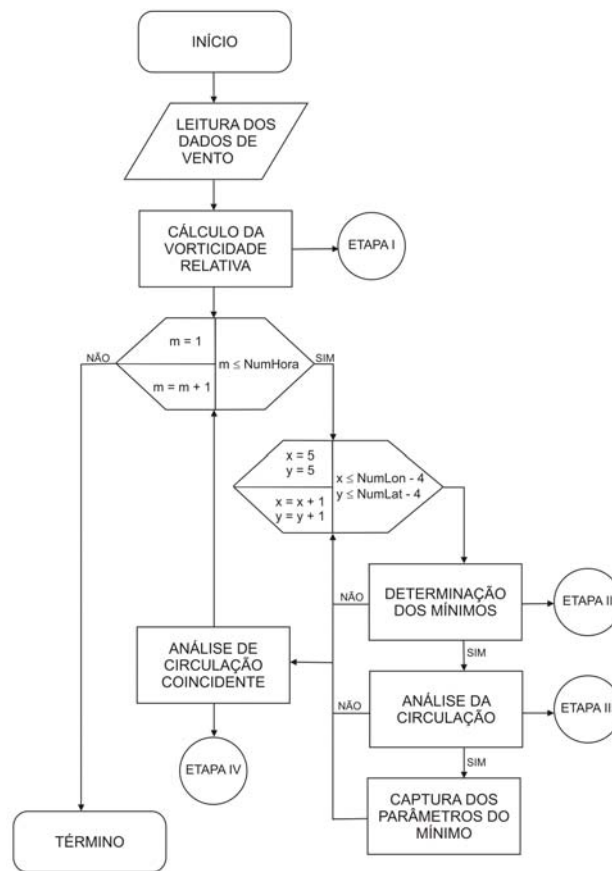 INÍCIO
LEITURA DOS
DADOS DE
VENTO
CÁLCULO DA
VORTICIDADE
RELATIVA
ETAPA I
NÃO
m = 1
m = m + 1
m ≤ NumHora
SIM
x = 5
y = 5
x = x + 1
y = y + 1
x ≤ NumLon - 4
y ≤ NumLat - 4
DETERMINAÇÃO
DOS MÍNIMOS
NÃO
ETAPA II
SIM
ANÁLISE DE
CIRCULAÇÃO
COINCIDENTE
ANÁLISE DA
CIRCULAÇÃO
NÃO
ETAPA III
SIM
ETAPA IV
CAPTURA DOS
PARÂMETROS DO
MÍNIMO
TÉRMINO